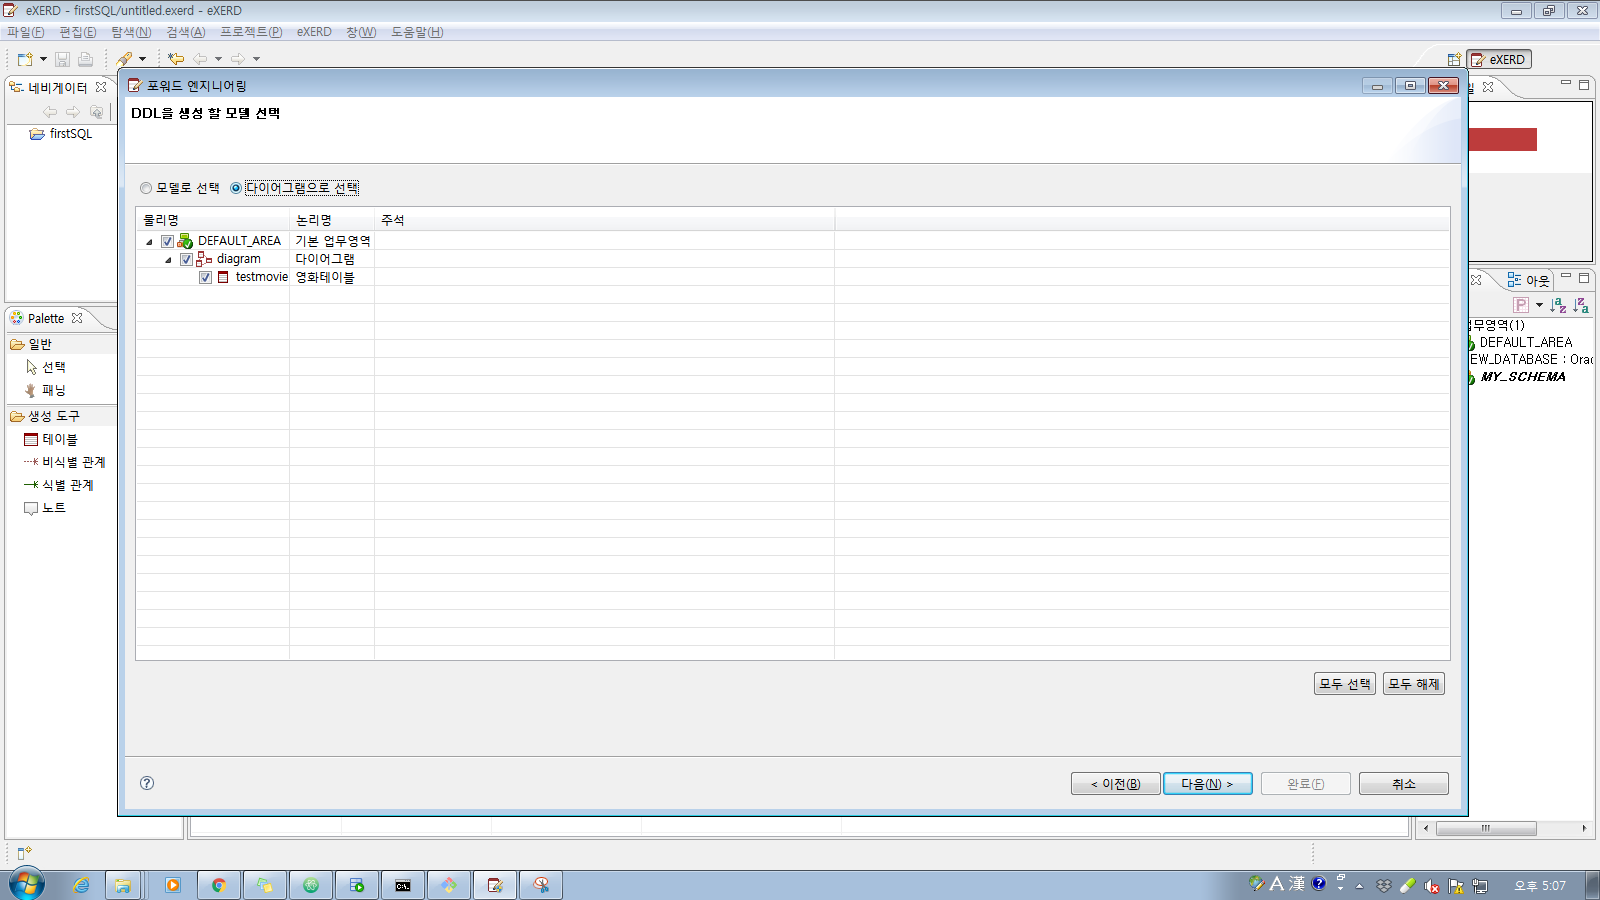 eXERD - firstSQL/untitled.exerd - eXERD
파일(F) 편집(E) 탐색(N) 검색(A) 프로젝트(P) eXERD 창(W) 도움말(H)
eXERD
네비게이터
firstSQL
포워드 엔지니어링
DDL을 생성 할 모델 선택
모델로 선택 다이어그램으로 선택
물리명 논리명 주석
DEFAULT_AREA 기본 업무영역
diagram 다이어그램
testmovie 영화테이블
모두 선택 모두 해제
< 이전(B) 다음(N) > 완료(F) 취소
Palette
일반
선택
패닝
생성 도구
테이블
비식별 관계
식별 관계
노트
아웃
업무영역(1)
DEFAULT_AREA
EW_DATABASE : Orac
MY_SCHEMA
A 漢
오후 5:07